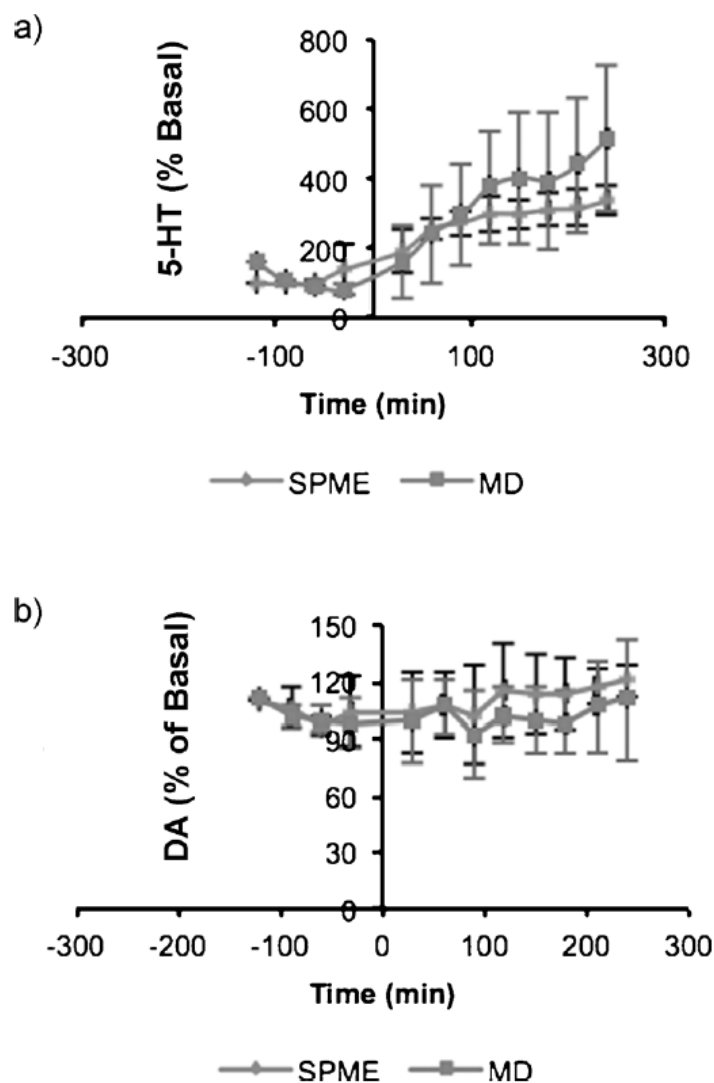 a)
5-HT (% Basal)
800
600
400
200
0
-300 -100 100 300
Time (min)
SPME MD
b)
DA (% of Basal)
150
120
90
60
30
0
-300 -200 -100 0 100 200 300
Time (min)
SPME MD